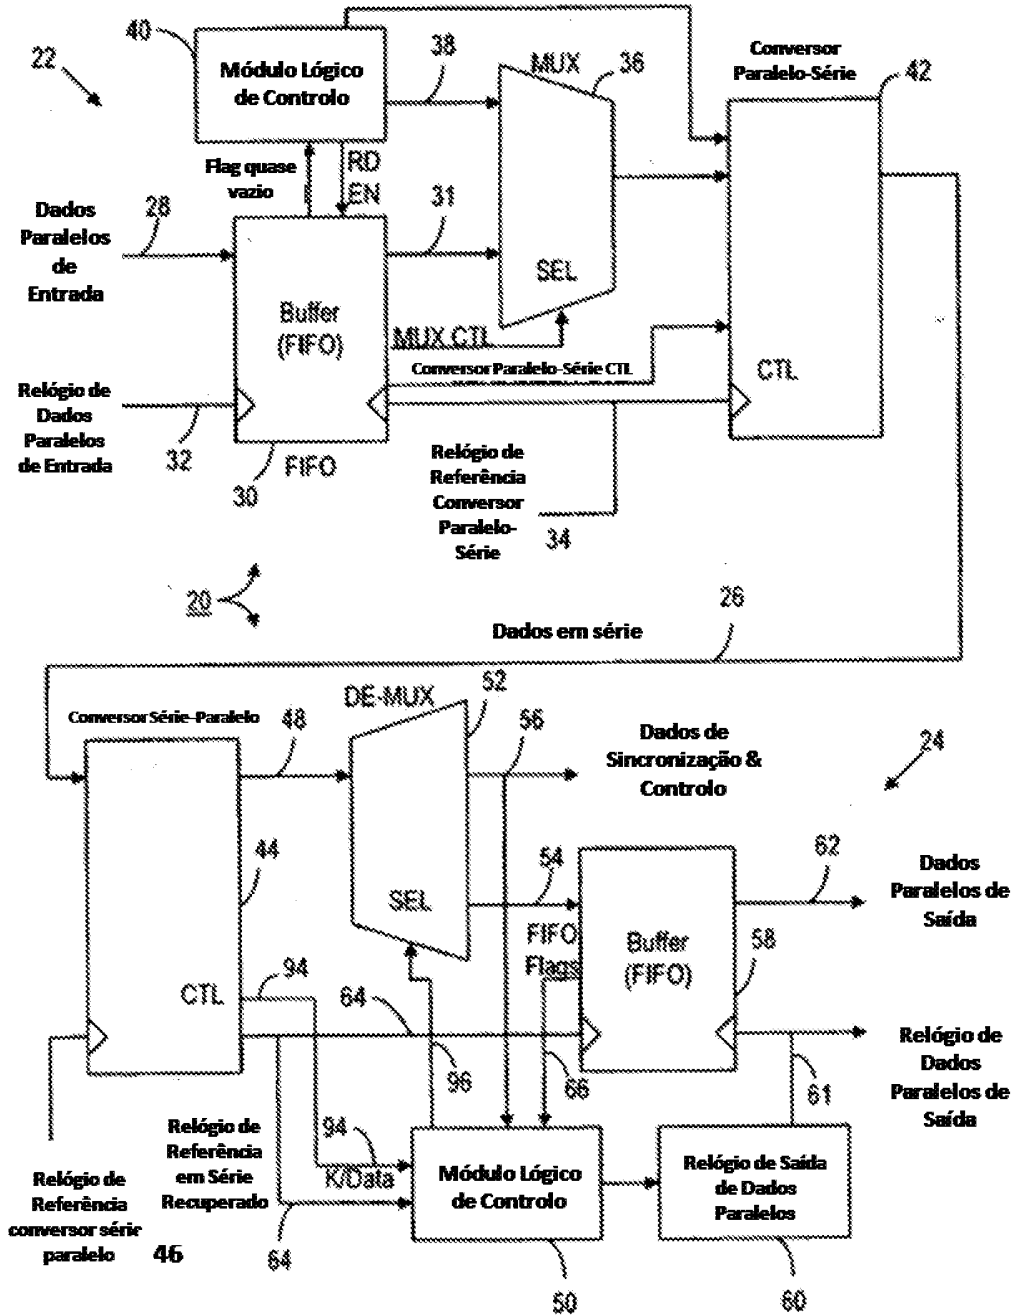 40
22
Módulo Lógico
de Controlo
38
MUX
36
Conversor
Paralelo-Série
42
Flag quase
vazio
RD
EN
Dados
Paralelos
de
Entrada
28
31
SEL
Buffer
(FIFO)
MUX CTL
Conversor Paralelo-Série CTL
CTL
Relógio de
Dados
Paralelos
de Entrada
32
30
FIFO
Relógio de
Referência
Conversor
Paralelo-
Série
34
20
26
Dados em série
Conversor Série-Paralelo
48
DE-MUX
52
56
Dados de
Sincronização &
Controlo
24
44
SEL
54
62
Dados
Paralelos de
Saída
FIFO
Flags
Buffer
(FIFO)
58
CTL
94
64
96
66
61
Relógio de
Dados
Paralelos de
Saída
Relógio de
Referência
em Série
Recuperado
94
K/Data
Módulo Lógico
de Controlo
Relógio de Saída
de Dados
Paralelos
Relógio de
Referência
conversor série
paralelo
46
64
50
60